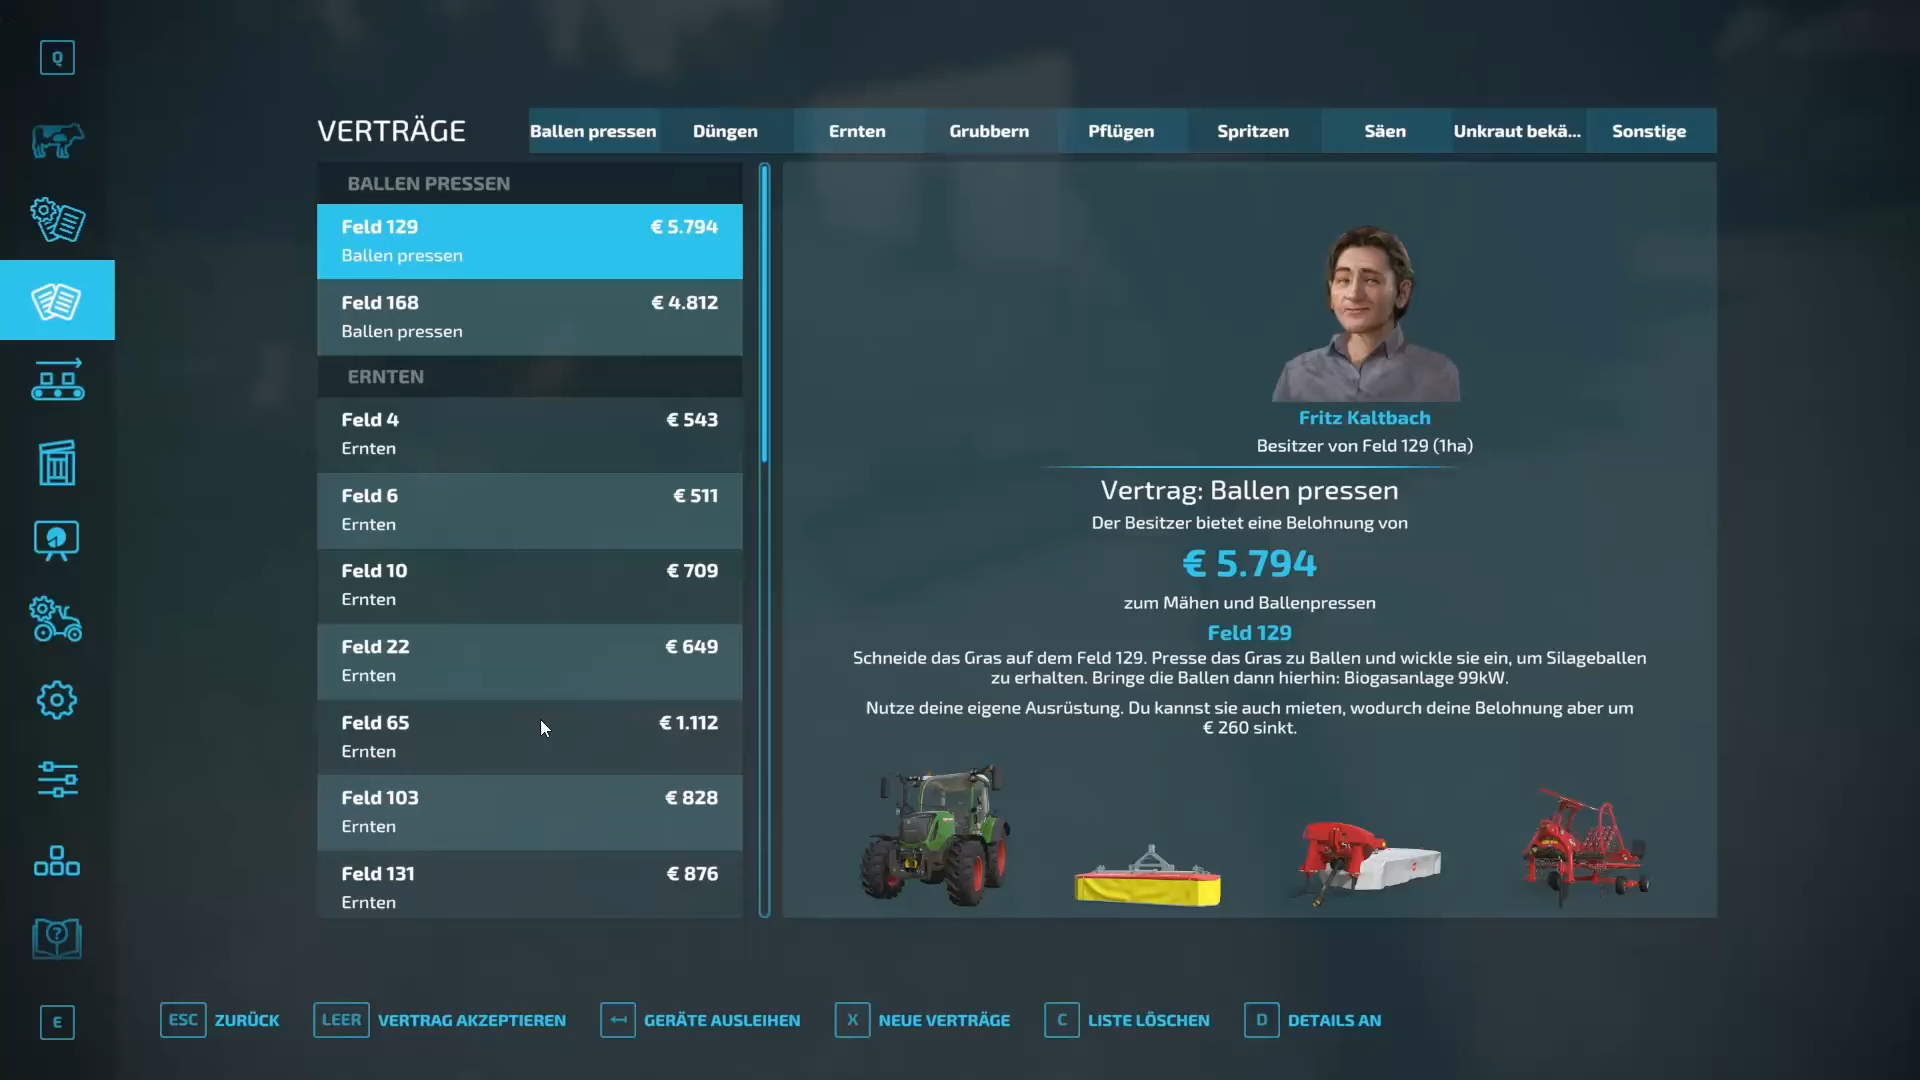 Q
VERTRÄGE
Ballen pressen
Düngen
Ernten
Grubbern
Pflügen
Spritzen
Säen
Unkraut bekä...
Sonstige
BALLEN PRESSEN
Feld 129 € 5.794
Ballen pressen
Feld 168 € 4.812
Ballen pressen
ERNTEN
Feld 4 € 543
Ernten
Feld 6 € 511
Ernten
Feld 10 € 709
Ernten
Feld 22 € 649
Ernten
Feld 65 € 1.112
Ernten
Feld 103 € 828
Ernten
Feld 131 € 876
Ernten
Fritz Kaltbach
Besitzer von Feld 129 (1ha)
Vertrag: Ballen pressen
Der Besitzer bietet eine Belohnung von
€ 5.794
zum Mähen und Ballenpressen
Feld 129
Schneide das Gras auf dem Feld 129. Presse das Gras zu Ballen und wickle sie ein, um Silageballen
zu erhalten. Bringe die Ballen dann hierhin: Biogasanlage 99kW.
Nutze deine eigene Ausrüstung. Du kannst sie auch mieten, wodurch deine Belohnung aber um
€ 260 sinkt.
E
ESC ZURÜCK
LEER VERTRAG AKZEPTIEREN
GERÄTE AUSLEIHEN
X NEUE VERTRÄGE
C LISTE LÖSCHEN
D DETAILS AN